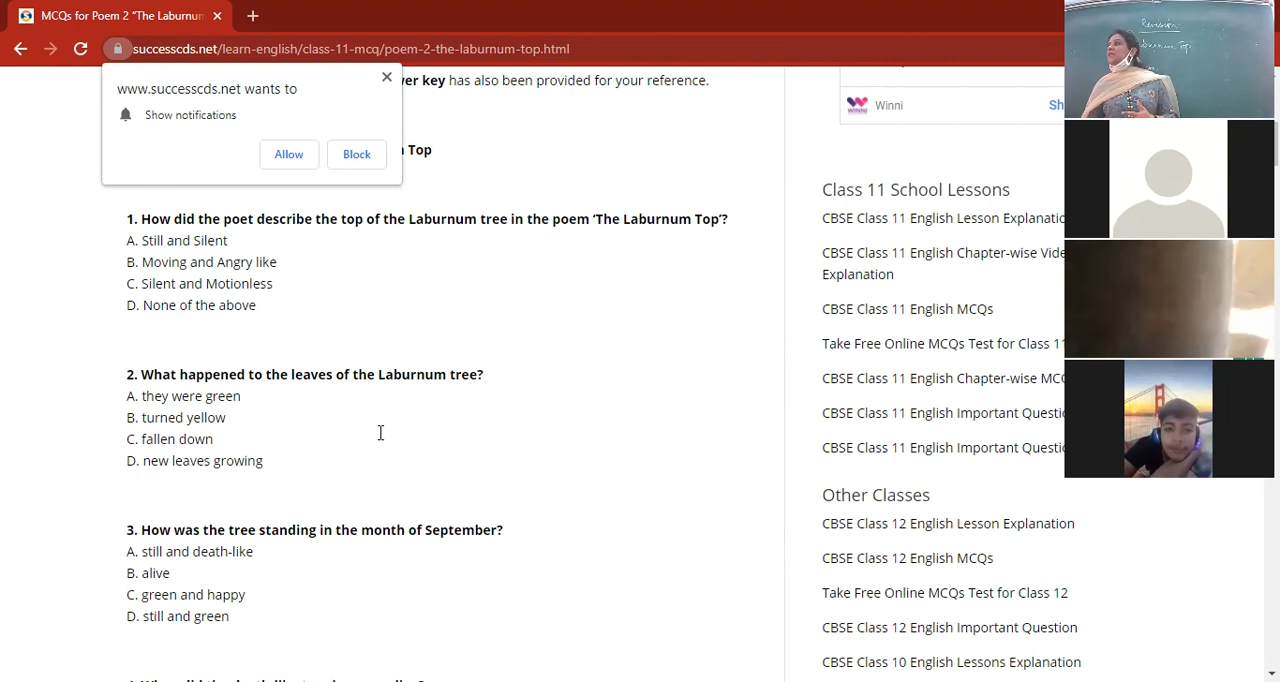 MCQs for Poem 2 "The Laburnum
successcds.net/learn-english/class-11-mcq/poem-2-the-laburnum-top.html
www.successcds.net wants to
Show notifications
Allow
Block
ver key has also been provided for your reference.
Top
1. How did the poet describe the top of the Laburnum tree in the poem ‘The Laburnum Top’?
A. Still and Silent
B. Moving and Angry like
C. Silent and Motionless
D. None of the above
2. What happened to the leaves of the Laburnum tree?
A. they were green
B. turned yellow
C. fallen down
D. new leaves growing
3. How was the tree standing in the month of September?
A. still and death-like
B. alive
C. green and happy
D. still and green
WINNI
Winni
Sh
Class 11 School Lessons
CBSE Class 11 English Lesson Explanatio
CBSE Class 11 English Chapter-wise Vide
Explanation
CBSE Class 11 English MCQs
Take Free Online MCQs Test for Class 11
CBSE Class 11 English Chapter-wise MC
CBSE Class 11 English Important Questio
CBSE Class 11 English Important Questio
Other Classes
CBSE Class 12 English Lesson Explanation
CBSE Class 12 English MCQs
Take Free Online MCQs Test for Class 12
CBSE Class 12 English Important Question
CBSE Class 10 English Lessons Explanation
Revision
Laburnum Top